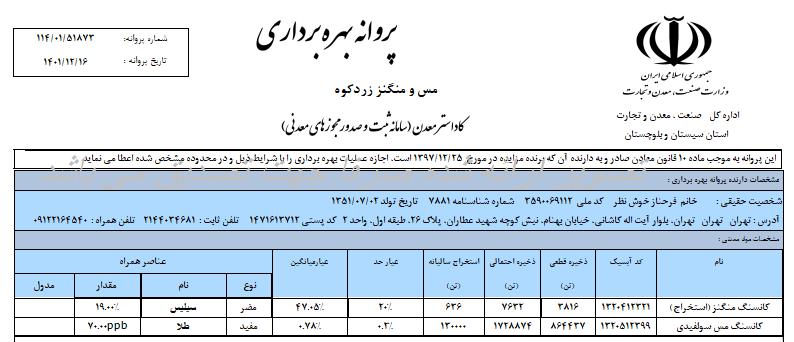 شماره پروانه: ۱۱۴/۰۱/۵۱۸۷۳
تاریخ پروانه : ۱۴۰۱/۱۲/۱۶
پروانه بهره برداری
مس و منگنز زردکوه
کاداستر معدن (سامانه ثبت و صدور مجوزهای معدنی)
جمهوری اسلامی ایران
وزارت صنعت، معدن و تجارت
اداره کل صنعت ، معدن و تجارت
استان سیستان و بلوچستان
این پروانه به موجب ماده ۱۰ قانون معادن صادر و به دارنده آن که برنده مزایده در مورخ ۱۳۹۷/۱۲/۲۵ است. اجازه عملیات بهره برداری را با شرایط ذیل و در محدوده مشخص شده اعطا می نماید
مشخصات دارنده پروانه بهره برداری :
شخصیت حقیقی : خانم فرحناز خوش نظر کد ملی ۳۵۹۰۰۶۹۱۱۲ شماره شناسنامه ۷۸۸۱ تاریخ تولد ۱۳۵۱/۰۷/۰۲
آدرس : تهران تهران تهران، بلوار آیت اله کاشانی، خیابان بهنام، نبش کوچه شهید عطاران، پلاک ۲۶، طبقه اول، واحد ۲ کد پستی ۱۴۷۱۶۱۳۷۱۲ تلفن ثابت : ۲۱۴۴۰۳۴۶۸۱ تلفن همراه : ۰۹۱۲۲۱۶۴۵۴۰
مشخصات مواد معدنی :
نام کد آیسیک ذخیره قطعی (تن) ذخیره احتمالی (تن) استخراج سالیانه (تن) عیار حد عیارمیانگین عناصر همراه
نوع نام مقدار مدول
کانسنگ منگنز (استخراج) ۱۳۲۰۴۱۲۳۲۱ ۳۸۱۶ ۷۶۳۲ ۶۳۶ ۲۰% ۴۷.۰۵% مضر سیلیس ۱۹.۰۰%
کانسنگ مس سولفیدی ۱۳۲۰۵۱۲۳۹۹ ۸۶۴۴۳۷ ۱۷۲۸۸۷۴ ۱۳۰۰۰۰ ۰.۳% ۰.۷۸% مفید طلا ۷۰.۰۰ppb